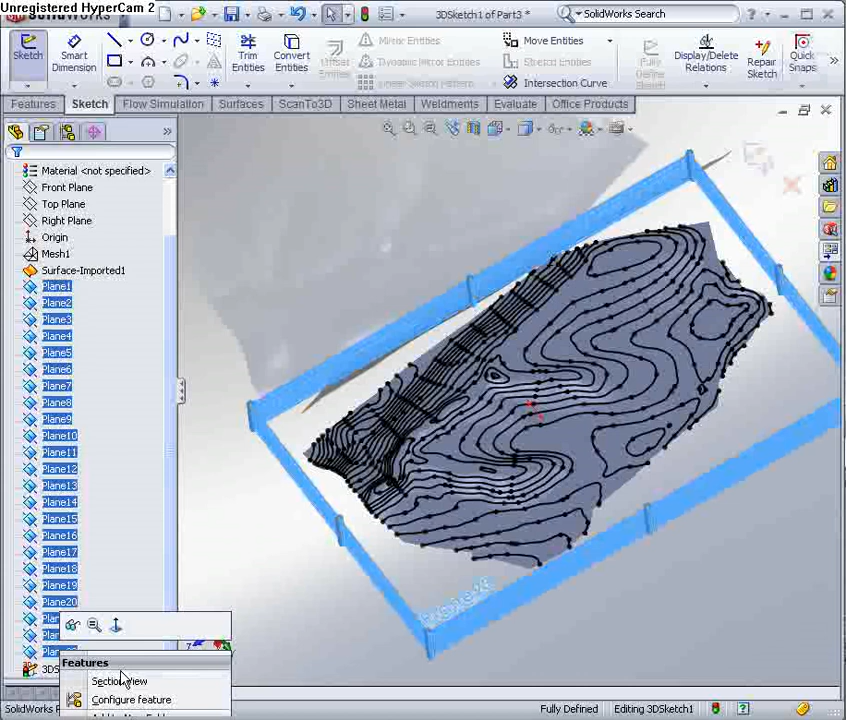 Unregistered HyperCam 2
3DSketch1 of Part3 *
SolidWorks Search
Sketch
Smart Dimension
Trim Entities
Convert Entities
Offset Entities
Mirror Entities
Dynamic Mirror Entities
Linear Sketch Pattern
Move Entities
Stretch Entities
Intersection Curve
Fully Define Sketch
Display/Delete Relations
Repair Sketch
Quick Snaps
Features
Sketch
Flow Simulation
Surfaces
ScanTo3D
Sheet Metal
Weldments
Evaluate
Office Products
Material <not specified>
Front Plane
Top Plane
Right Plane
Origin
Mesh1
Surface-Imported1
Plane1
Plane2
Plane3
Plane4
Plane5
Plane6
Plane7
Plane8
Plane9
Plane10
Plane11
Plane12
Plane13
Plane14
Plane15
Plane16
Plane17
Plane18
Plane19
Plane20
Features
Section View
Configure feature
Fully Defined
Editing 3DSketch1